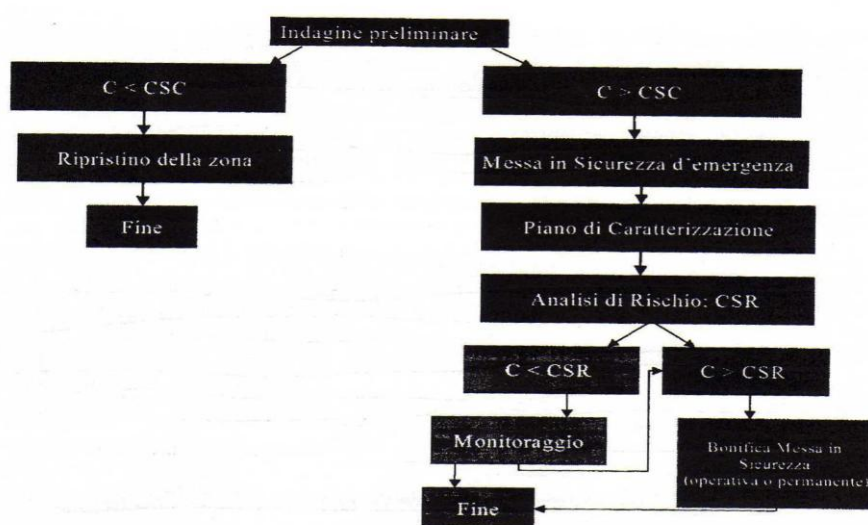 Indagine preliminare
C < CSC
C > CSC
Ripristino della zona
Messa in Sicurezza d'emergenza
Fine
Piano di Caratterizzazione
Analisi di Rischio: CSR
C < CSR
C > CSR
Monitoraggio
Bonifica Messa in
Sicurezza
(operativa o permanente)
Fine